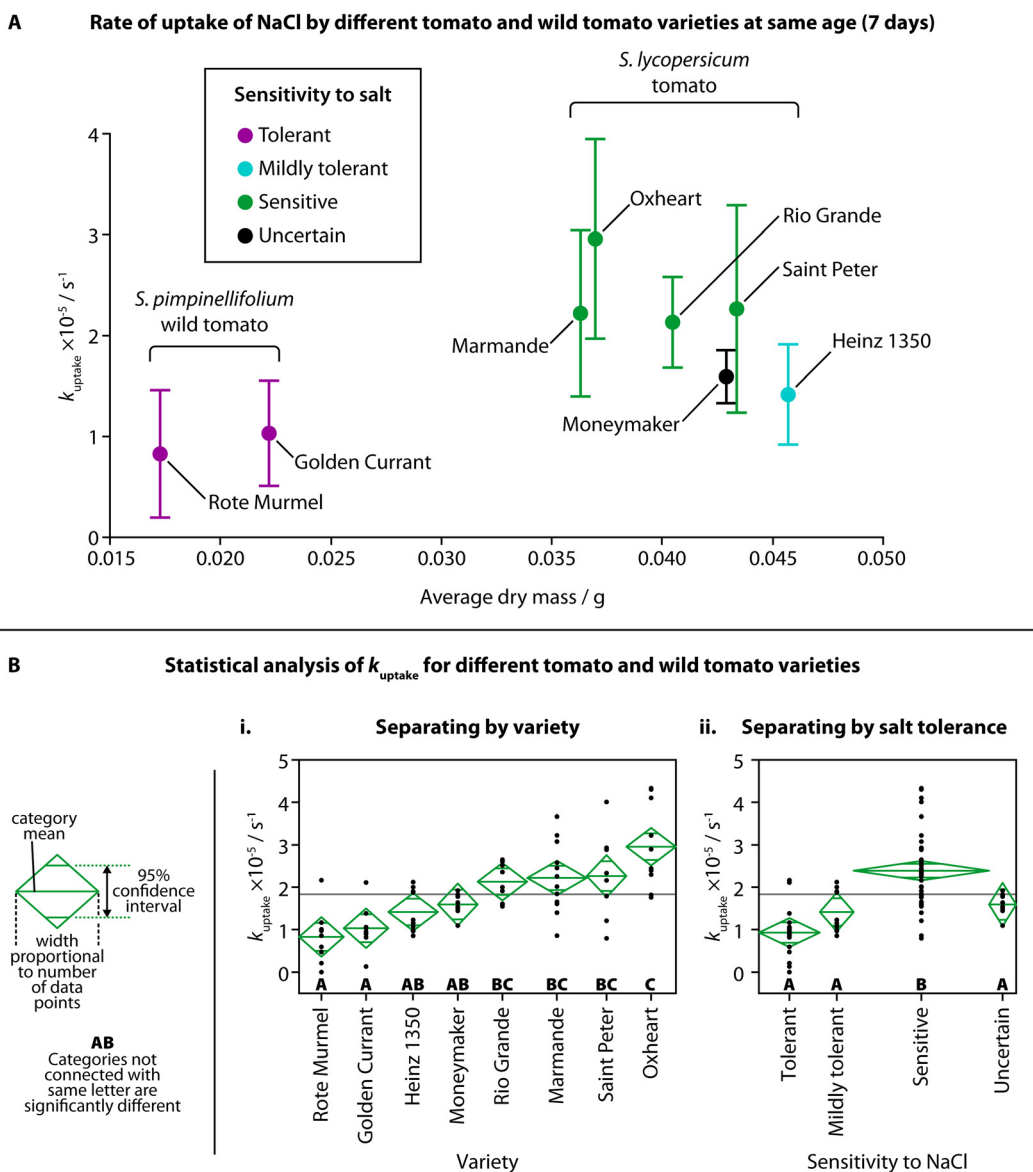 A
Rate of uptake of NaCl by different tomato and wild tomato varieties at same age (7 days)
S. lycopersicum
tomato
Sensitivity to salt
Tolerant
Mildly tolerant
Sensitive
Uncertain
4
3
2
1
0
k uptake ×10⁻⁵ / s⁻¹
S. pimpinellifolium
wild tomato
Oxheart
Rio Grande
Saint Peter
Marmande
Heinz 1350
Moneymaker
Golden Currant
Rote Murmel
0.015 0.020 0.025 0.030 0.035 0.040 0.045 0.050
Average dry mass / g
B
Statistical analysis of k uptake for different tomato and wild tomato varieties
category
mean
95%
confidence
interval
width
proportional
to number
of data
points
AB
Categories not
connected with
same letter are
significantly different
i. Separating by variety
5
4
3
2
1
0
k uptake ×10⁻⁵ / s⁻¹
A A AB AB BC BC BC C
Rote Murmel
Golden Currant
Heinz 1350
Moneymaker
Rio Grande
Marmande
Saint Peter
Oxheart
Variety
ii. Separating by salt tolerance
5
4
3
2
1
0
k uptake ×10⁻⁵ / s⁻¹
A A B A
Tolerant
Mildly tolerant
Sensitive
Uncertain
Sensitivity to NaCl